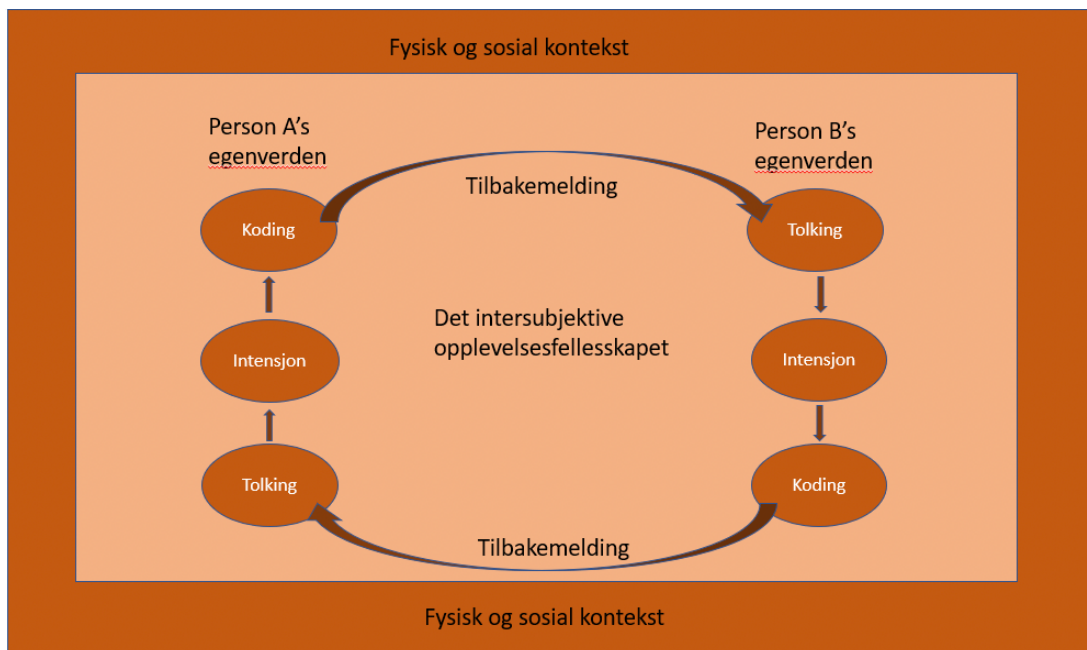 Fysisk og sosial kontekst
Person A's
egenverden
Person B's
egenverden
Tilbakemelding
Koding
Tolking
Det intersubjektive
opplevelsesfellesskapet
Intensjon
Intensjon
Tolking
Koding
Tilbakemelding
Fysisk og sosial kontekst